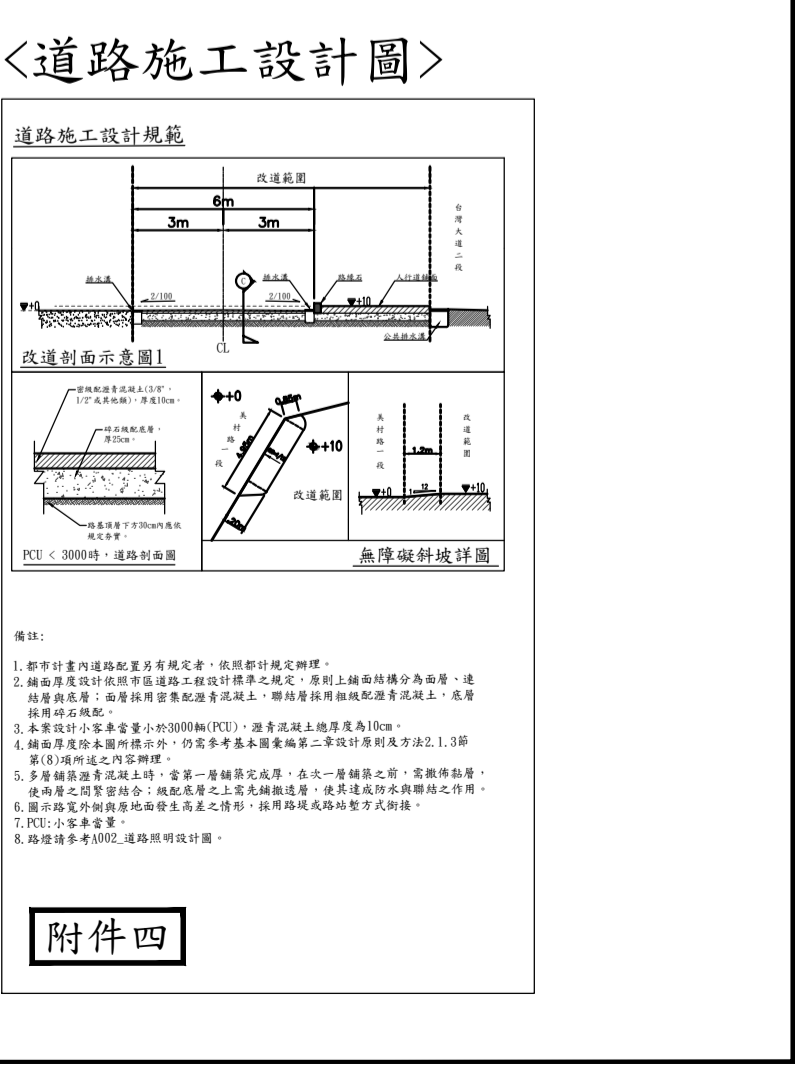 <道路施工設計圖>
道路施工設計規範
改道範圍
6m
3m
3m
台灣大道二段
排水溝
排水溝
路緣石
人行道鋪面
+0
2/100
2/100
C
+10
公共排水溝
CL
改道剖面示意圖1
密級配瀝青混凝土(3/8"，
1/2"或其他類)，厚度10cm。
碎石級配底層，
厚25cm。
路基頂層下方30cm內應依
規定夯實。
PCU < 3000時，道路剖面圖
+0
美村路一段
+10
改道範圍
美村路一段
改道範圍
1.2m
+0
1
12
+10
無障礙斜坡詳圖
備註:
1.都市計畫內道路配置另有規定者，依照都計規定辦理。
2.鋪面厚度設計依照市區道路工程設計標準之規定，原則上鋪面結構分為面層、連
結層與底層；面層採用密集配瀝青混凝土，聯結層採用粗級配瀝青混凝土，底層
採用碎石級配。
3.本案設計小客車當量小於3000輛(PCU)，瀝青混凝土總厚度為10cm。
4.鋪面厚度除本圖所標示外，仍需參考基本圖彙編第二章設計原則及方法2.1.3節
第(8)項所述之內容辦理。
5.多層舖築瀝青混凝土時，當第一層舖築完成厚，在次一層舖築之前，需撒佈黏層，
使兩層之間緊密結合；級配底層之上需先鋪撒透層，使其達成防水與聯結之作用。
6.圖示路寬外側與原地面發生高差之情形，採用路堤或路站塹方式銜接。
7.PCU:小客車當量。
8.路燈請參考A002_道路照明設計圖。
附件四